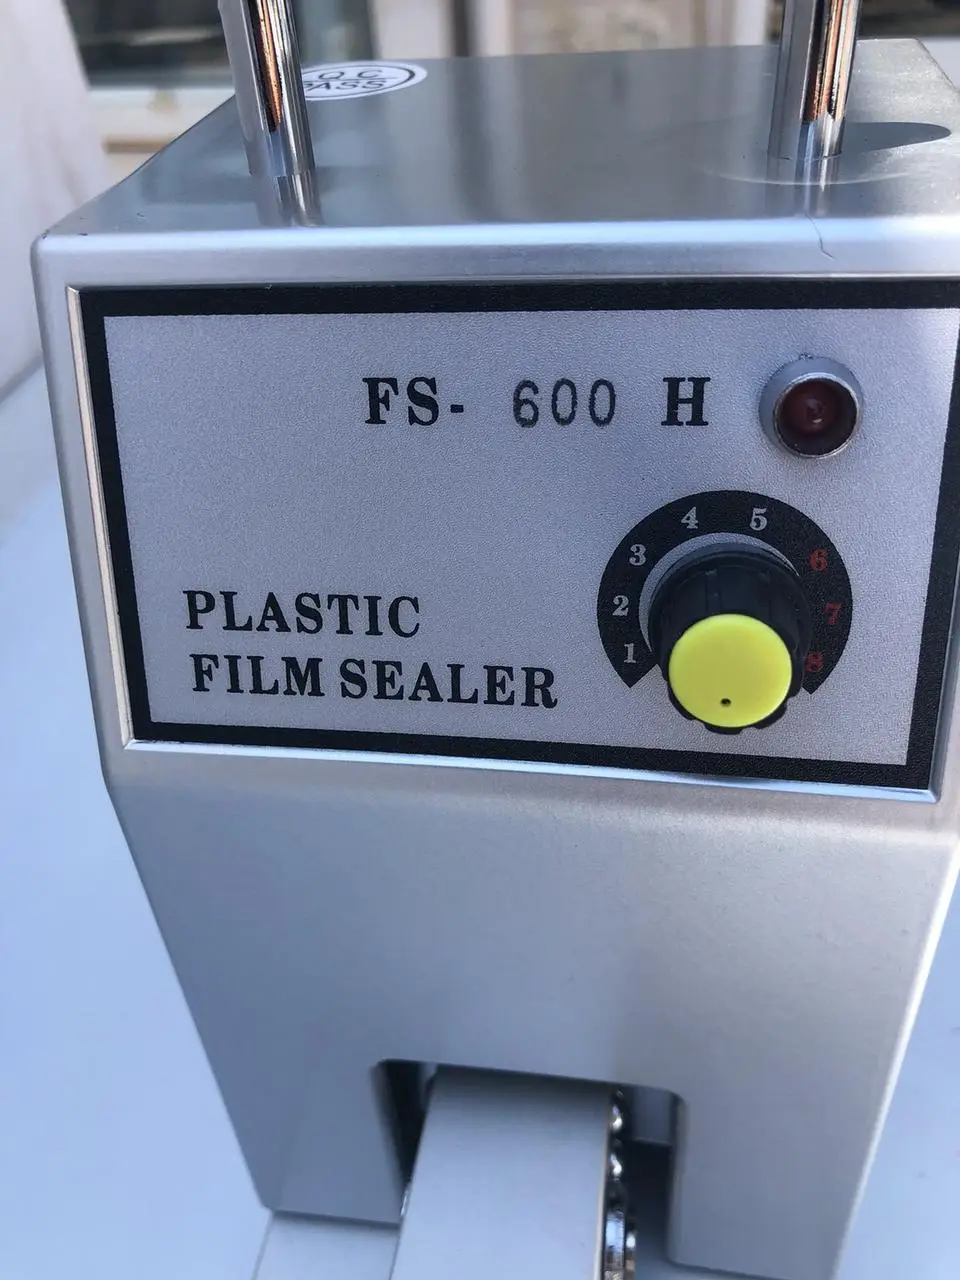 Q.C
PASS
FS- 600 H
1 2 3 4 5 6 7 8
PLASTIC
FILM SEALER